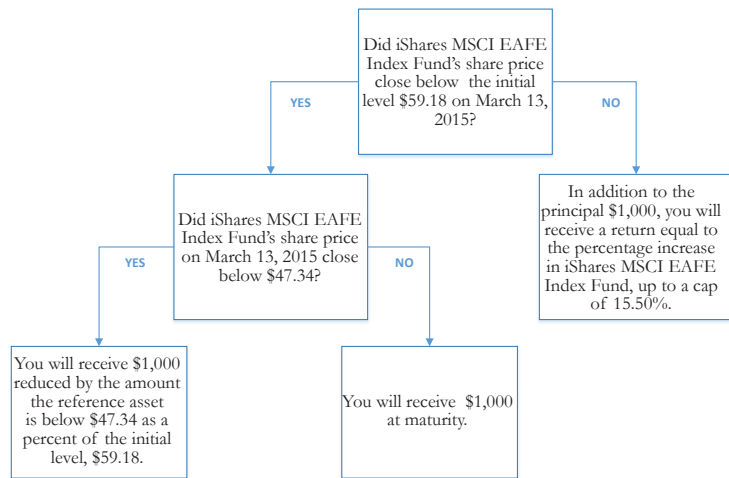 Did iShares MSCI EAFE
Index Fund's share price
close below the initial
level $59.18 on March 13,
2015?
YES
NO
Did iShares MSCI EAFE
Index Fund's share price
on March 13, 2015 close
below $47.34?
In addition to the
principal $1,000, you will
receive a return equal to
the percentage increase
in iShares MSCI EAFE
Index Fund, up to a cap
of 15.50%.
YES
NO
You will receive $1,000
reduced by the amount
the reference asset
is below $47.34 as a
percent of the initial
level, $59.18.
You will receive $1,000
at maturity.